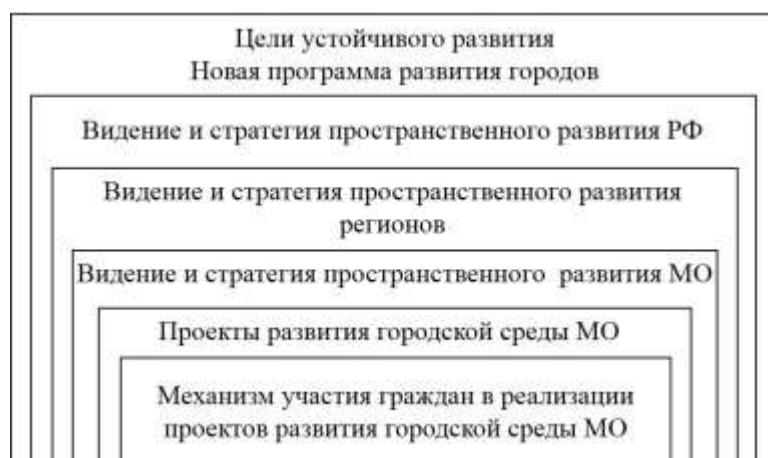 Цели устойчивого развития
Новая программа развития городов
Видение и стратегия пространственного развития РФ
Видение и стратегия пространственного развития
регионов
Видение и стратегия пространственного развития МО
Проекты развития городской среды МО
Механизм участия граждан в реализации
проектов развития городской среды МО